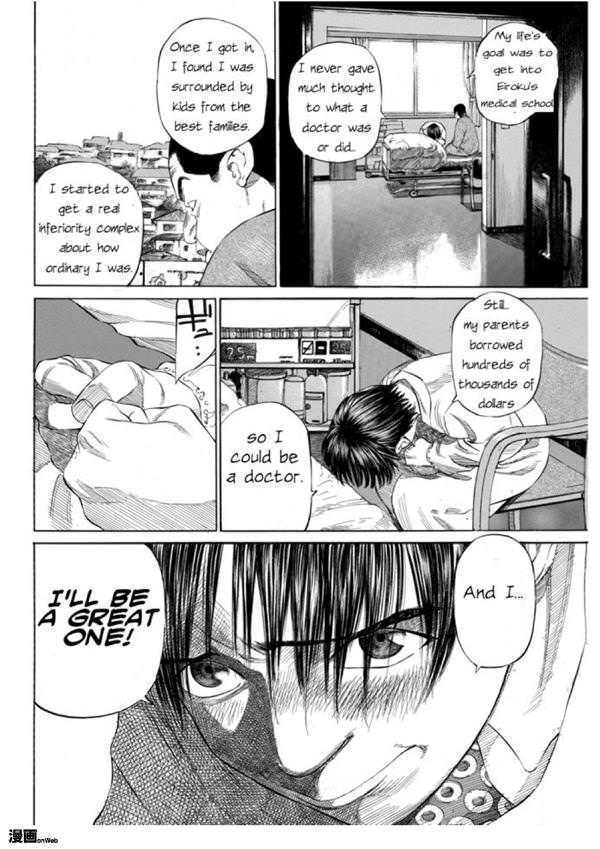 My life's
goal was to
get into
Eiroku's
medical school
I never gave
much thought
to what a
doctor was
or did...
Once I got in,
I found I was
surrounded by
kids from the
best families.
I started to
get a real
inferiority complex
about how
ordinary I was.
Still...
my parents
borrowed
hundreds of
thousands of
dollars
so I
could be
a doctor.
And I...
I'LL BE
A GREAT
ONE!
漫画onWeb